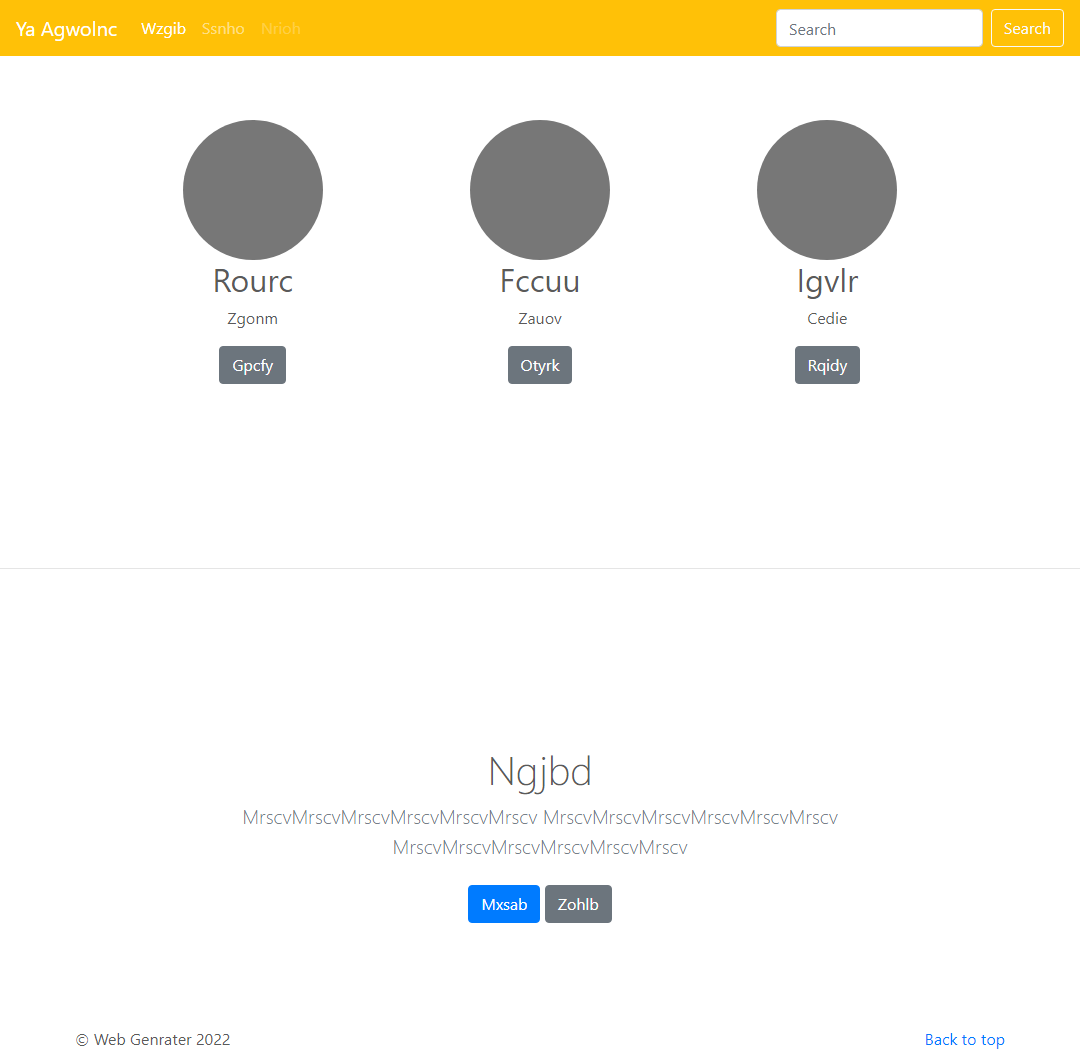 Ya Agwolnc Wzgib Ssnho Nrioh Search Search
Rourc Fccuu Igvlr
Zgonm Zauov Cedie
Gpcfy Otyrk Rqidy
Ngjbd
MrscvMrscvMrscvMrscvMrscvMrscv MrscvMrscvMrscvMrscvMrscvMrscv
MrscvMrscvMrscvMrscvMrscvMrscv
Mxsab Zohlb
© Web Genrater 2022 Back to top